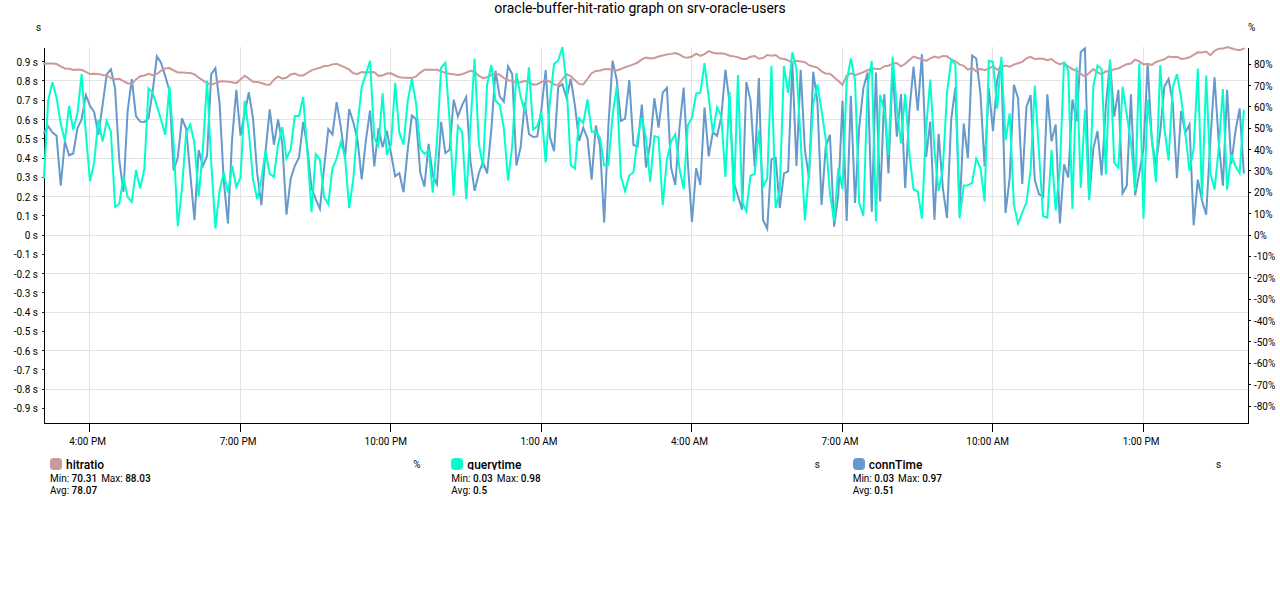 oracle-buffer-hit-ratio graph on srv-oracle-users
s %
0.9 s
0.8 s
0.7 s
0.6 s
0.5 s
0.4 s
0.3 s
0.2 s
0.1 s
0 s
-0.1 s
-0.2 s
-0.3 s
-0.4 s
-0.5 s
-0.6 s
-0.7 s
-0.8 s
-0.9 s
80%
70%
60%
50%
40%
30%
20%
10%
0%
-10%
-20%
-30%
-40%
-50%
-60%
-70%
-80%
4:00 PM 7:00 PM 10:00 PM 1:00 AM 4:00 AM 7:00 AM 10:00 AM 1:00 PM
hitratio %
Min: 70.31 Max: 88.03
Avg: 78.07
querytime s
Min: 0.03 Max: 0.98
Avg: 0.5
connTime s
Min: 0.03 Max: 0.97
Avg: 0.51